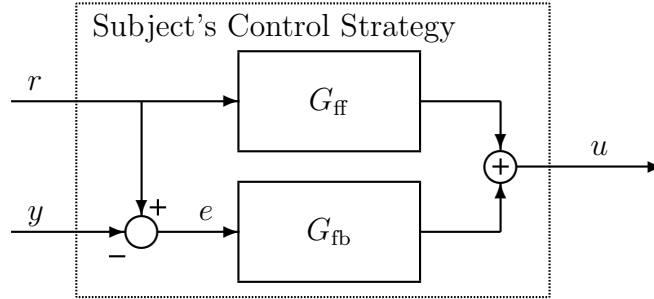 Subject's Control Strategy
r
G_ff
u
+
+
y
e
G_fb
−